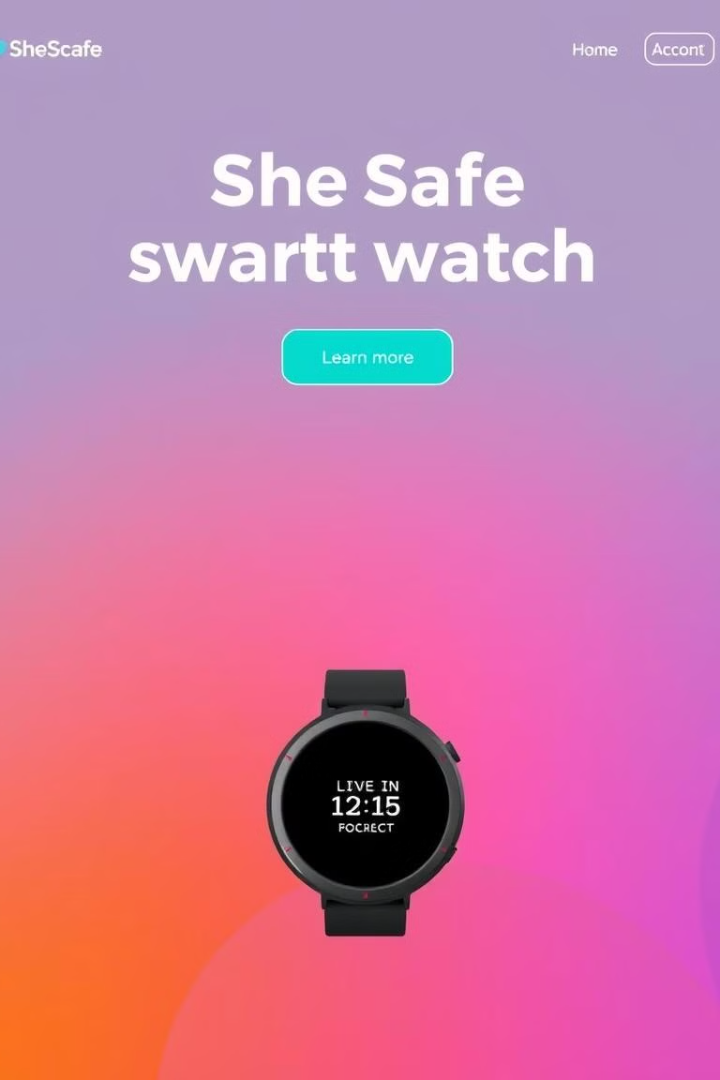 SheScafe
Home
Accont
She Safe
swartt watch
Learn more
LIVE IN
12:15
FOCRECT